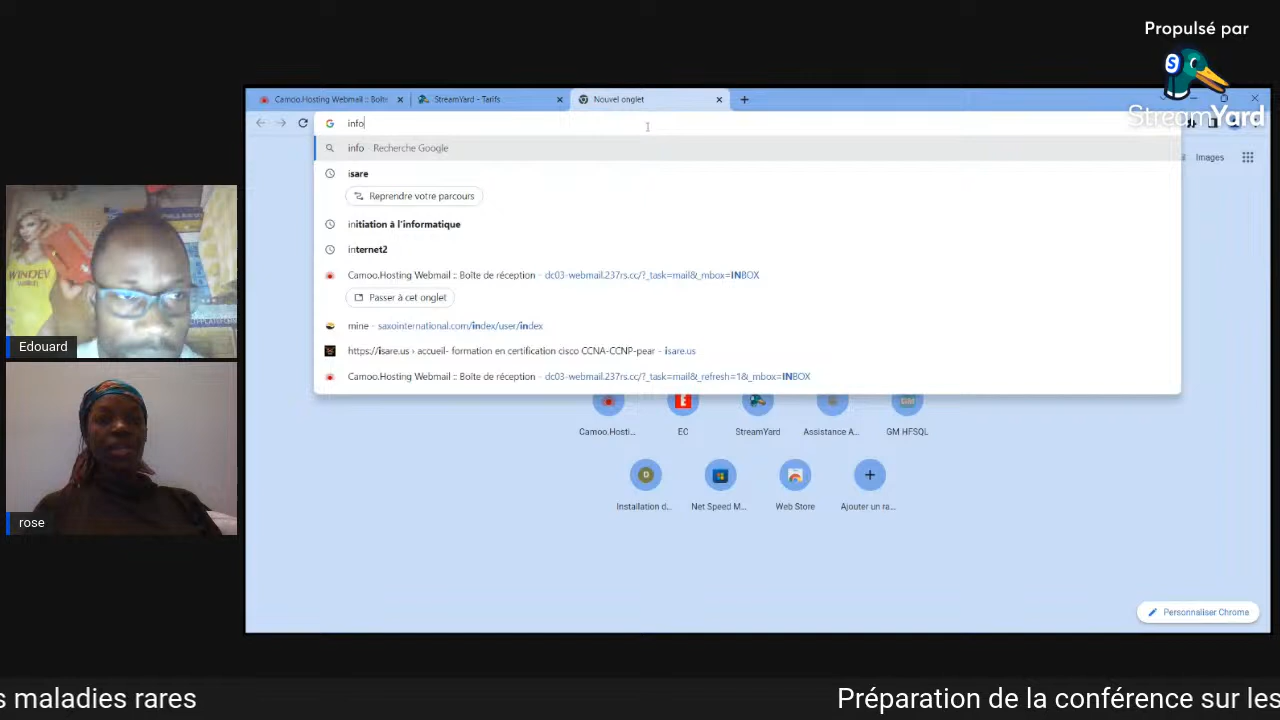 Propulsé par
StreamYard
Camoo.Hosting Webmail :: Boîte
StreamYard - Tarifs
Nouvel onglet
info
info Recherche Google
Images
isare
Reprendre votre parcours
initiation à l'informatique
internet2
Camoo.Hosting Webmail :: Boîte de réception - dc03-webmail.237rs.cc/?_task=mail&_mbox=INBOX
Passer à cet onglet
mine - saxointernational.com/index/user/index
https://isare.us › accueil- formation en certification cisco CCNA-CCNP-pear - isare.us
Camoo.Hosting Webmail :: Boîte de réception - dc03-webmail.237rs.cc/?_task=mail&_refresh=1&_mbox=INBOX
Camoo.Hosti...
EC
StreamYard
Assistance A...
GM HFSQL
Installation d...
Net Speed M...
Web Store
Ajouter un ra...
Personnaliser Chrome
WINDEV
Edouard
rose
s maladies rares
Préparation de la conférence sur les